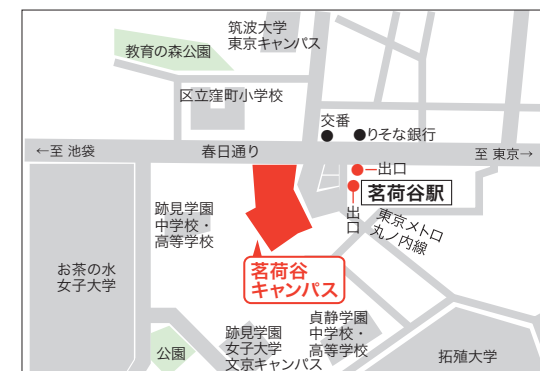 筑波大学
東京キャンパス
教育の森公園
区立窪町小学校
交番
りそな銀行
←至 池袋
春日通り
至 東京→
出口
茗荷谷駅
出口
東京メトロ
丸ノ内線
跡見学園
中学校・
高等学校
お茶の水
女子大学
茗荷谷
キャンパス
公園
跡見学園
女子大学
文京キャンパス
貞静学園
中学校・
高等学校
拓殖大学